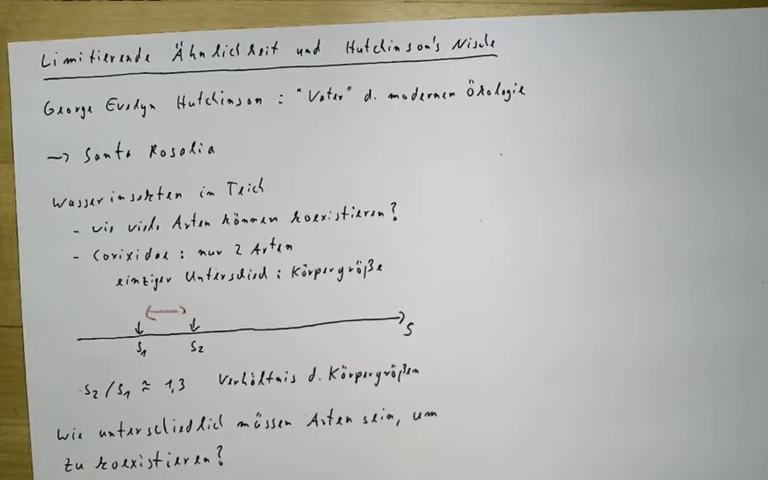 Limitierende Ähnlichkeit und Hutchinson's Nische
George Evelyn Hutchinson : "Vater" d. modernen Ökologie
→ Santa Rosalia
Wasserinsekten im Teich
- wie viele Arten können koexistieren?
- Corixidae : nur 2 Arten
einziger Unterschied : Körpergröße
S
S₁ S₂
S₂/S₁ ≈ 1,3 Verhältnis d. Körpergrößen
Wie unterschiedlich müssen Arten sein, um
zu koexistieren?